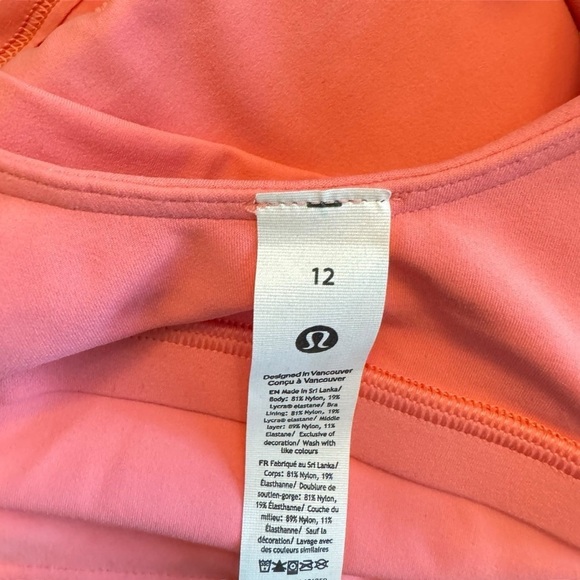 12
Designed in Vancouver
Conçu à Vancouver
EN Made in Sri Lanka/
Body: 81% Nylon, 19%
Lycra® elastane/ Bra
Lining: 81% Nylon, 19%
Lycra® elastane/ Middle
layer: 89% Nylon, 11%
Elastane/ Exclusive of
decoration/ Wash with
like colours
FR Fabriqué au Sri Lanka/
Corps: 81% Nylon, 19%
Élasthanne/ Doublure de
soutien-gorge: 81% Nylon,
19% Élasthanne/ Couche du
milieu: 89% Nylon, 11%
Élasthanne/ Sauf la
décoration/ Lavage avec
des couleurs similaires